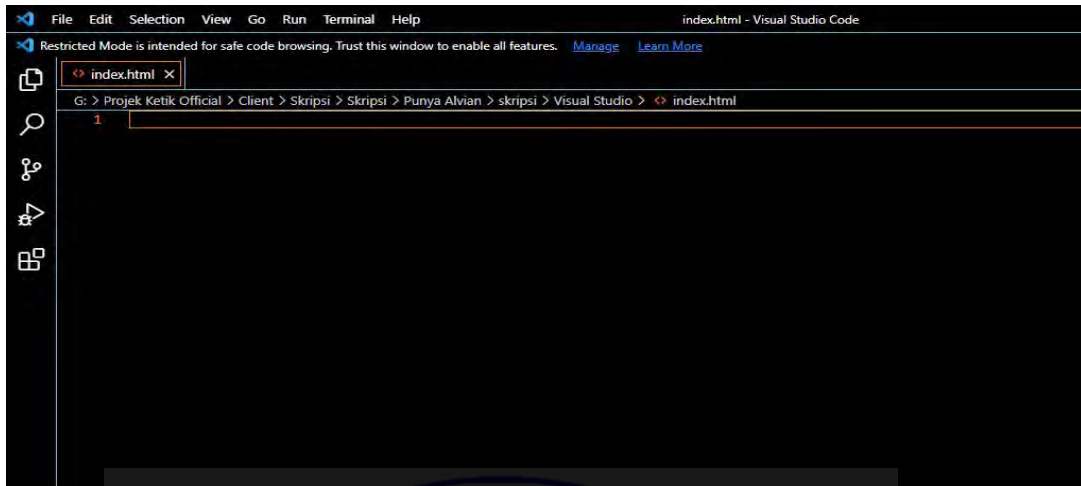 File Edit Selection View Go Run Terminal Help index.html - Visual Studio Code
Restricted Mode is intended for safe code browsing. Trust this window to enable all features. Manage Learn More
<> index.html ×
G: > Projek Ketik Official > Client > Skripsi > Skripsi > Punya Alvian > skripsi > Visual Studio > <> index.html
1